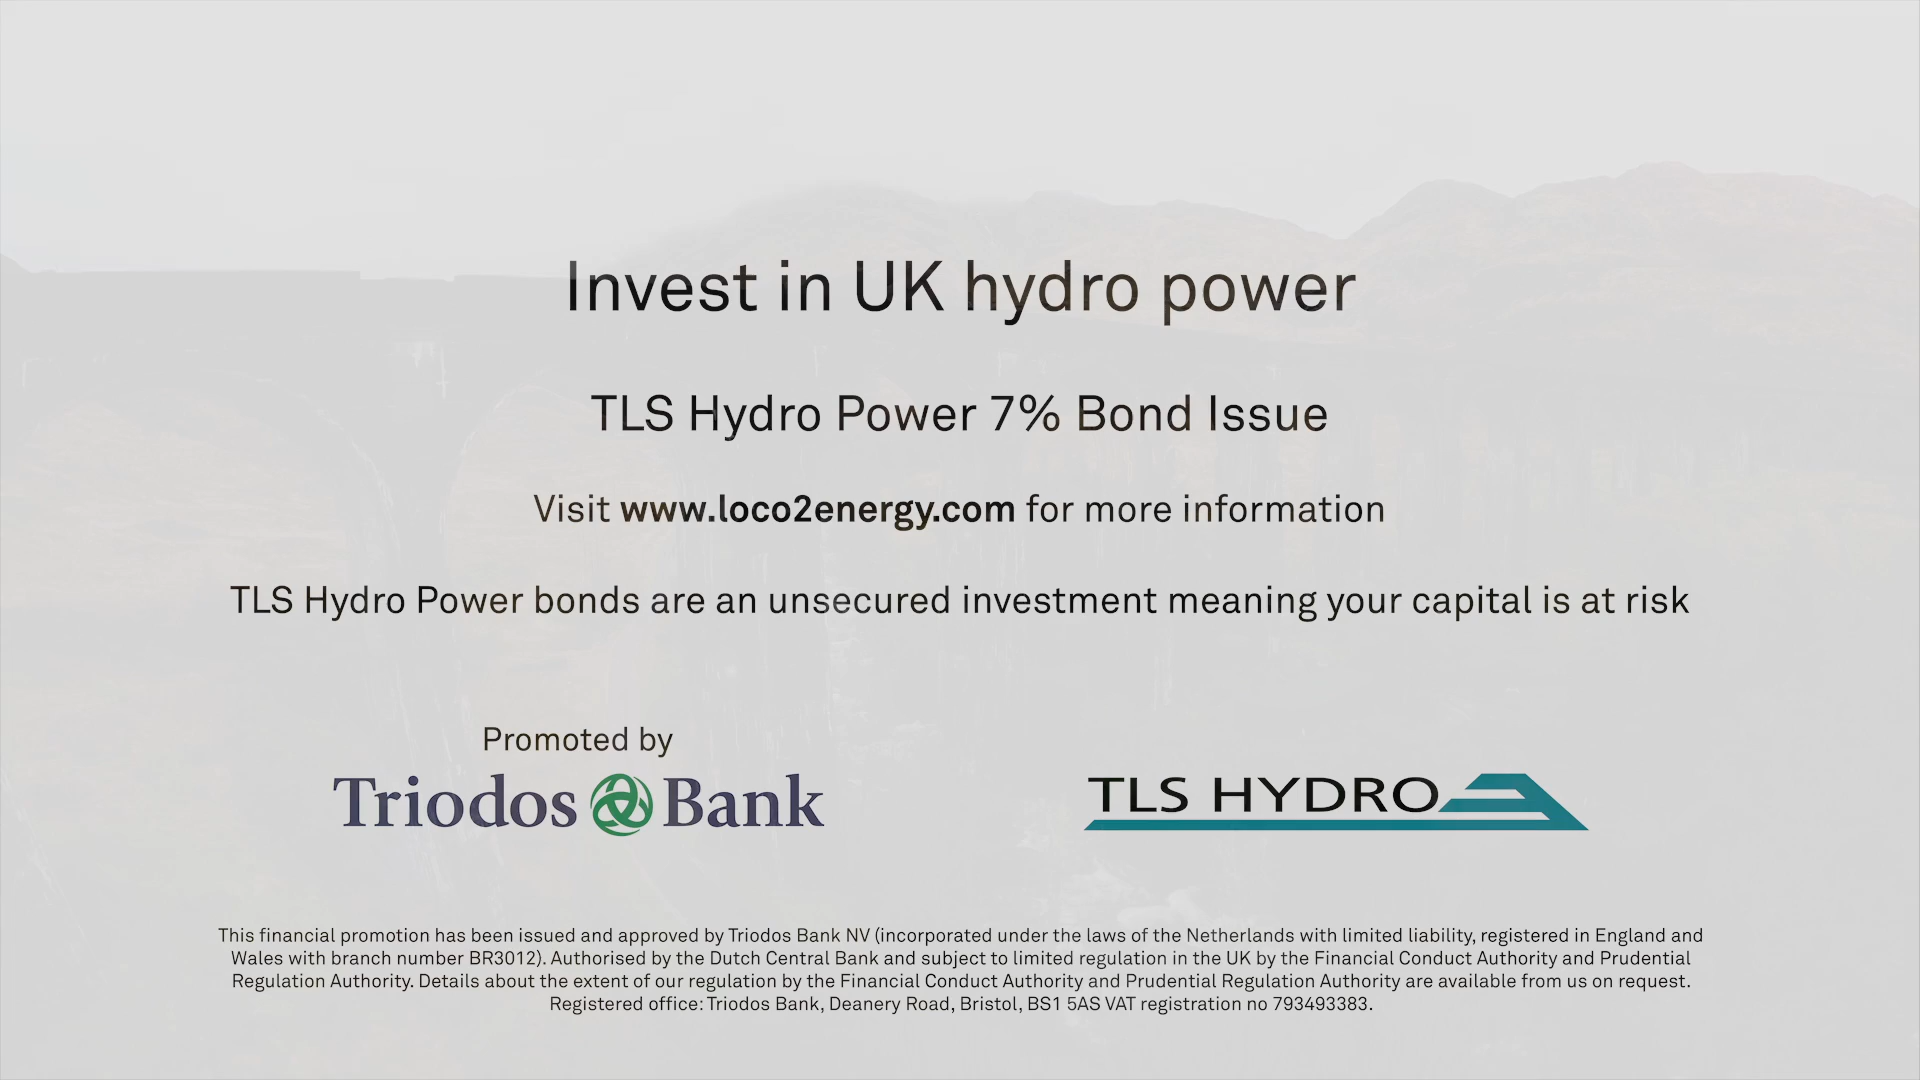 Invest in UK hydro power
TLS Hydro Power 7% Bond Issue
Visit www.loco2energy.com for more information
TLS Hydro Power bonds are an unsecured investment meaning your capital is at risk
Promoted by
Triodos Bank
TLS HYDRO
This financial promotion has been issued and approved by Triodos Bank NV (incorporated under the laws of the Netherlands with limited liability, registered in England and
Wales with branch number BR3012). Authorised by the Dutch Central Bank and subject to limited regulation in the UK by the Financial Conduct Authority and Prudential
Regulation Authority. Details about the extent of our regulation by the Financial Conduct Authority and Prudential Regulation Authority are available from us on request.
Registered office: Triodos Bank, Deanery Road, Bristol, BS1 5AS VAT registration no 793493383.